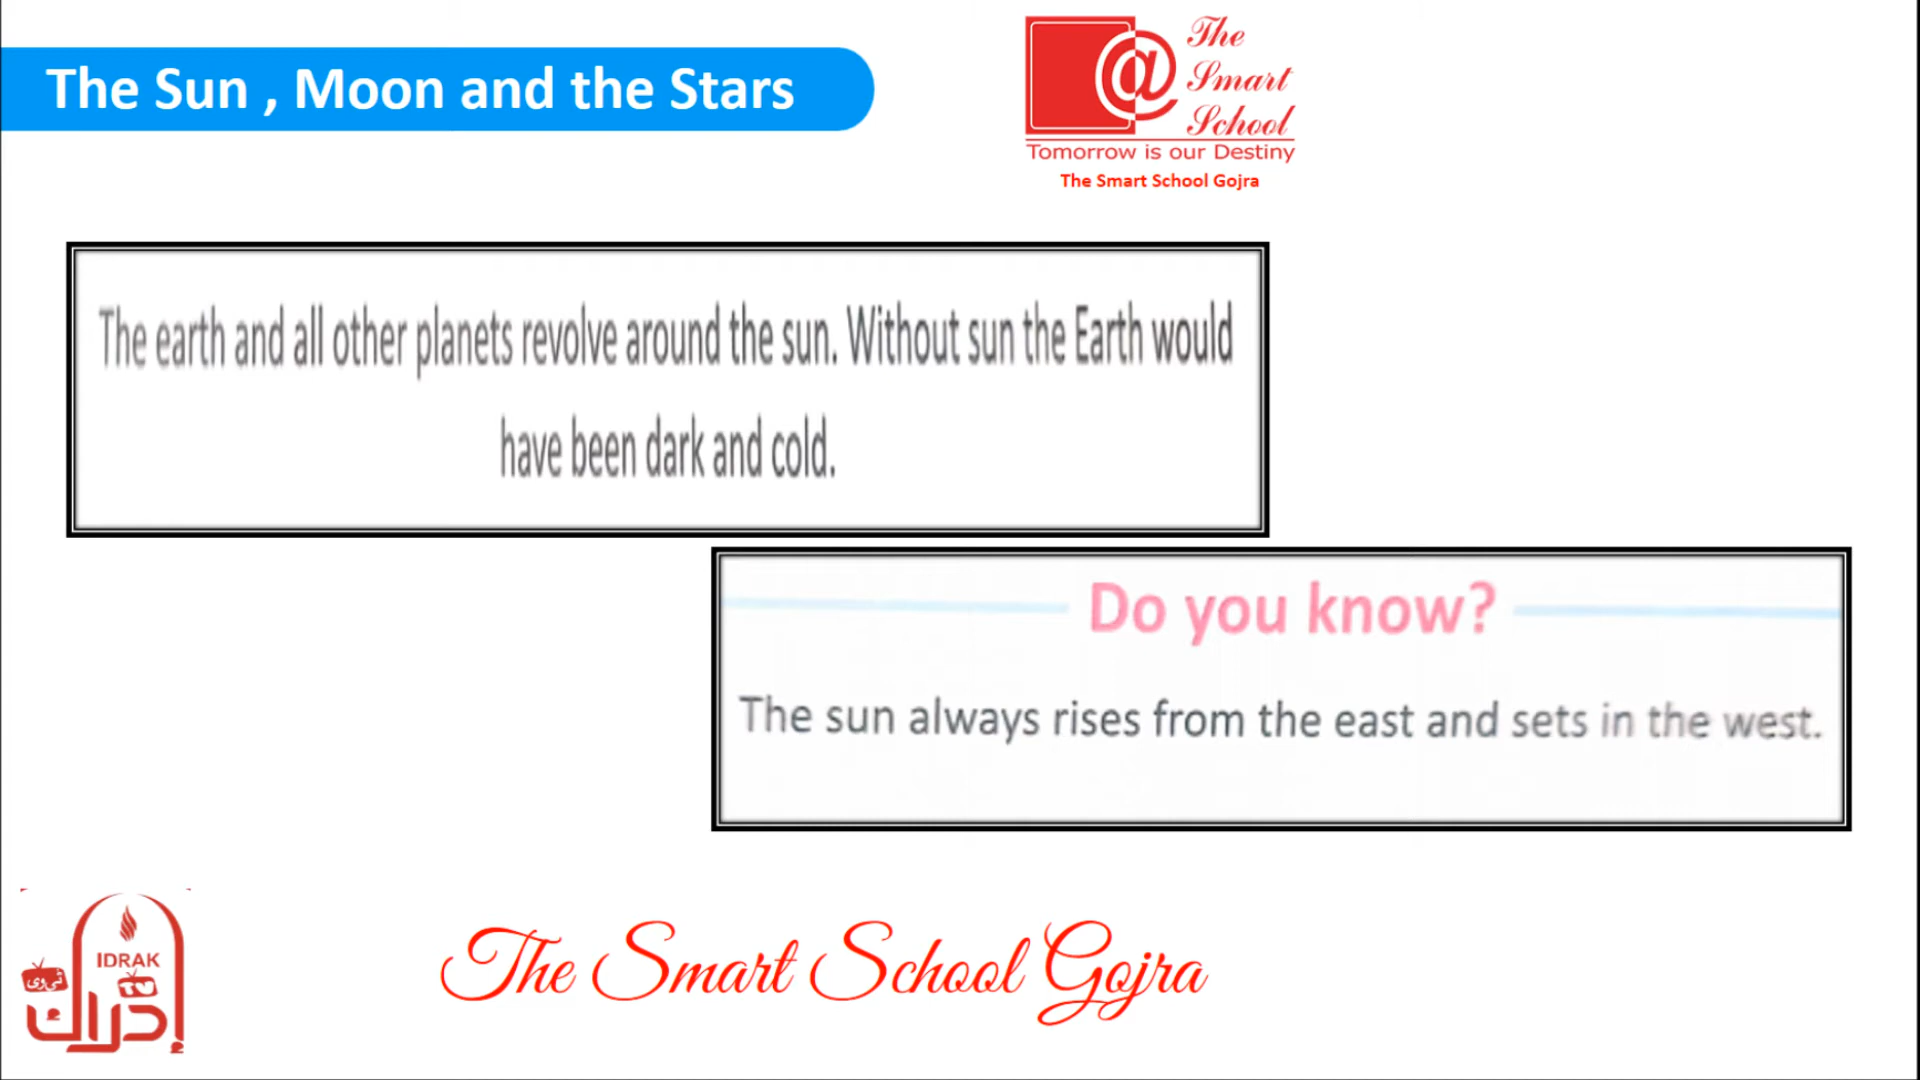 The Sun , Moon and the Stars
The
Smart
School
Tomorrow is our Destiny
The Smart School Gojra
The earth and all other planets revolve around the sun. Without sun the Earth would
have been dark and cold.
Do you know?
The sun always rises from the east and sets in the west.
IDRAK
ٹی وی
TV
إدراك
The Smart School Gojra